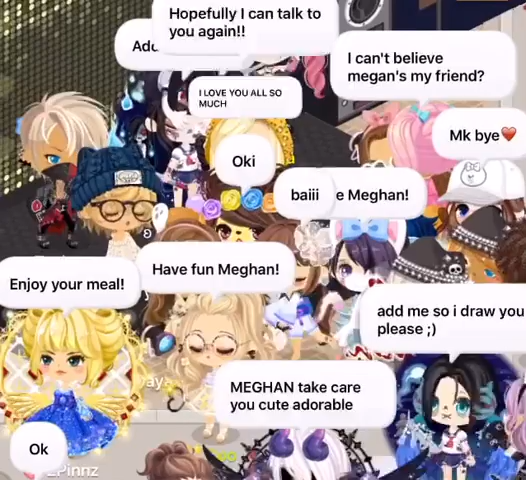 Hopefully I can talk to
you again!!
I can't believe
megan's my friend?
I LOVE YOU ALL SO
MUCH
Mk bye❤️
Oki
baiii
e Meghan!
Have fun Meghan!
Enjoy your meal!
add me so i draw you
please ;)
MEGHAN take care
you cute adorable
Ok